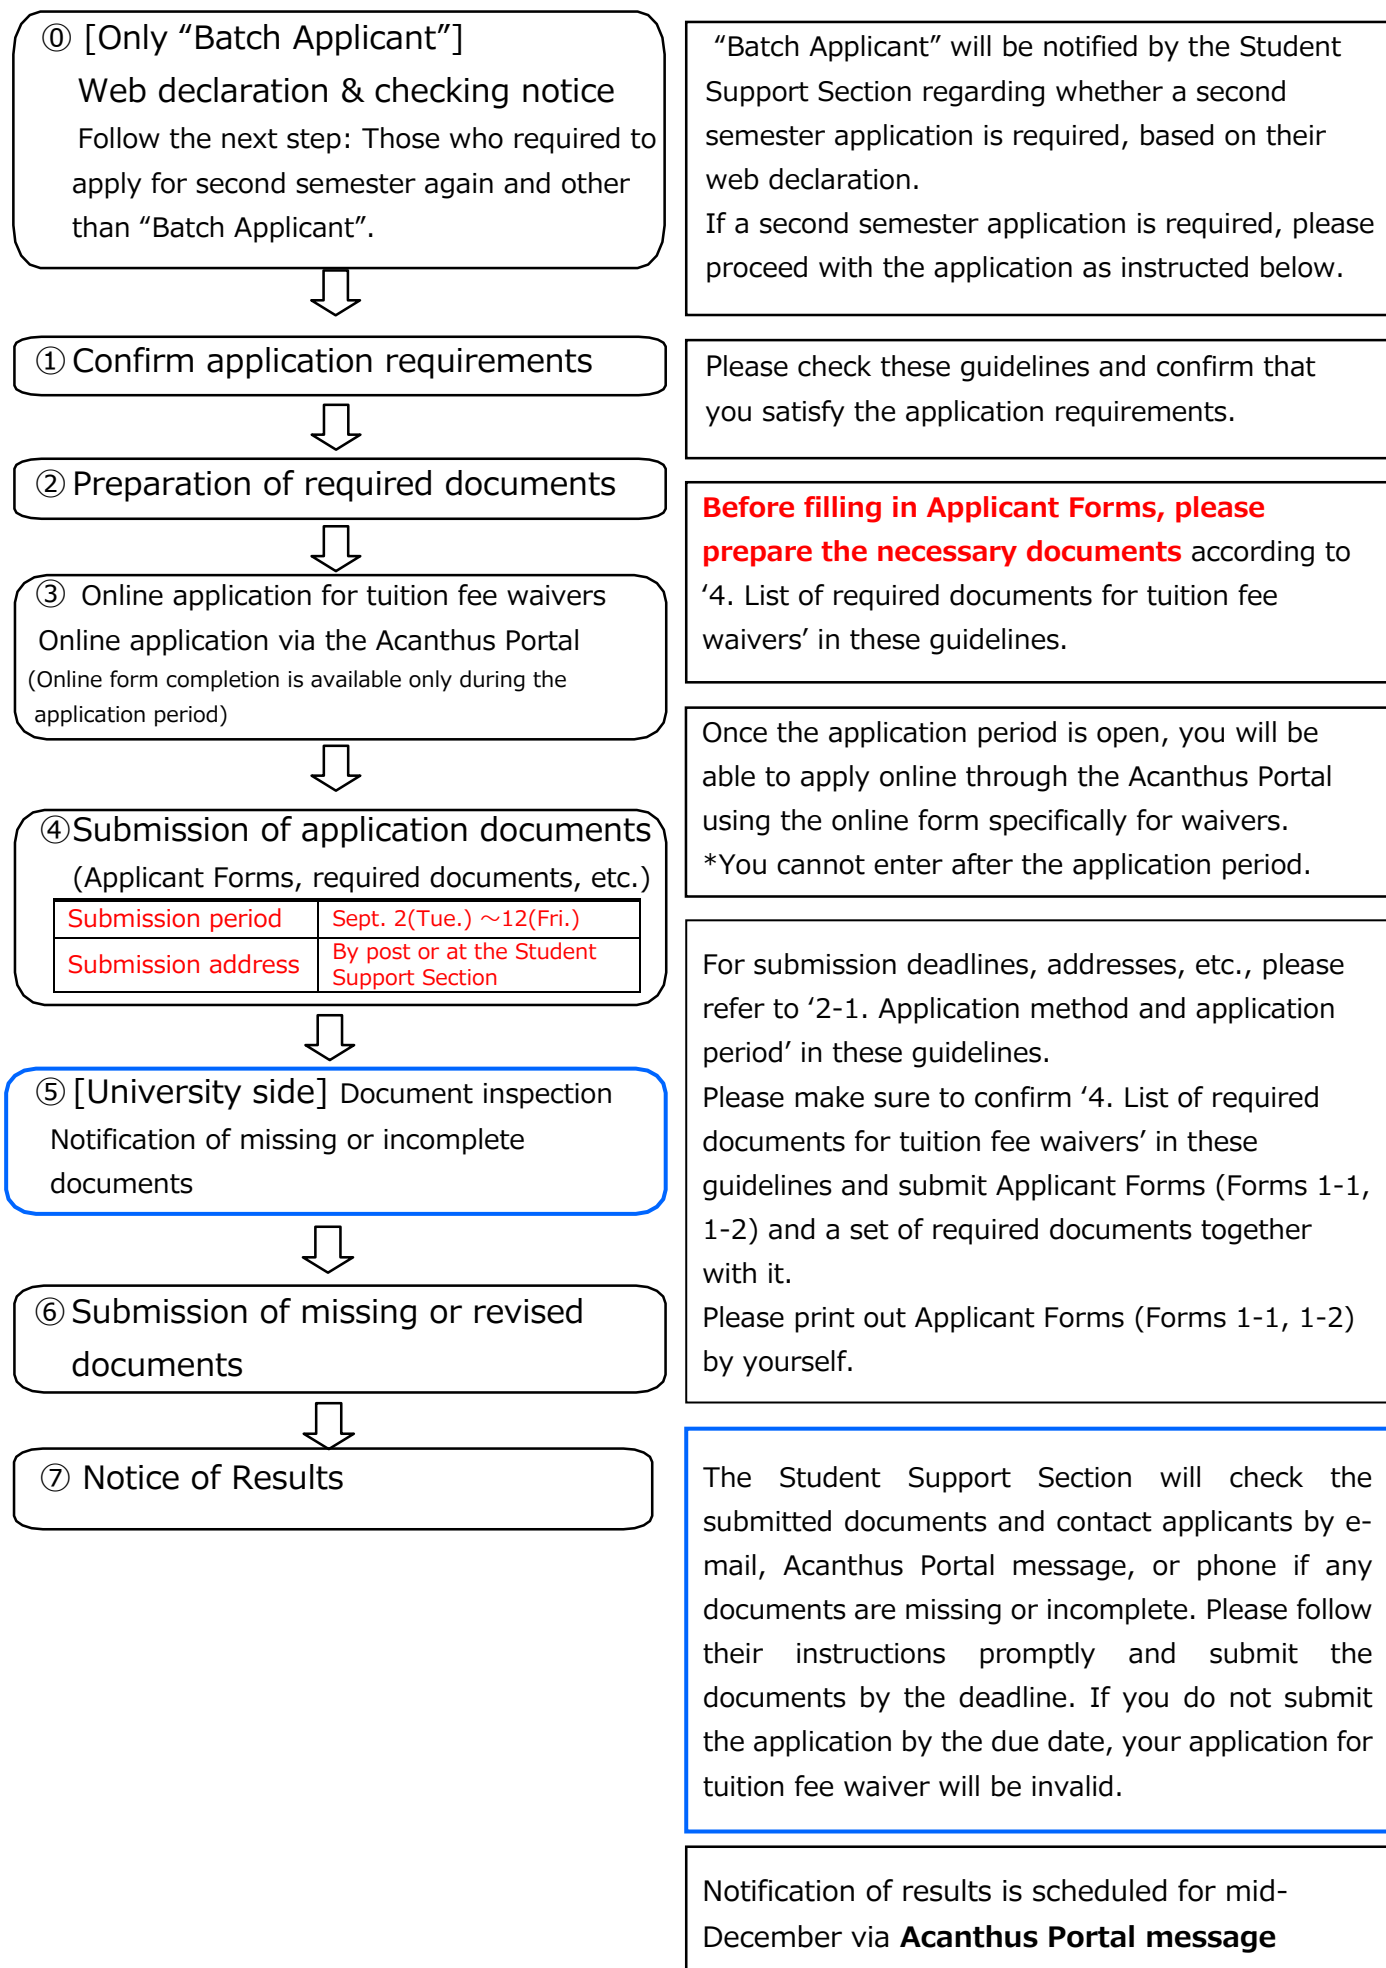 ⓪ [Only “Batch Applicant”]
Web declaration & checking notice
Follow the next step: Those who required to
apply for second semester again and other
than “Batch Applicant”.
① Confirm application requirements
② Preparation of required documents
③ Online application for tuition fee waivers
Online application via the Acanthus Portal
(Online form completion is available only during the
application period)
④Submission of application documents
(Applicant Forms, required documents, etc.)
Submission period Sept. 2(Tue.) ～12(Fri.)
Submission address By post or at the Student
Support Section
⑤ [University side] Document inspection
Notification of missing or incomplete
documents
⑥ Submission of missing or revised
documents
⑦ Notice of Results
“Batch Applicant” will be notified by the Student
Support Section regarding whether a second
semester application is required, based on their
web declaration.
If a second semester application is required, please
proceed with the application as instructed below.
Please check these guidelines and confirm that
you satisfy the application requirements.
Before filling in Applicant Forms, please
prepare the necessary documents according to
‘4. List of required documents for tuition fee
waivers’ in these guidelines.
Once the application period is open, you will be
able to apply online through the Acanthus Portal
using the online form specifically for waivers.
*You cannot enter after the application period.
For submission deadlines, addresses, etc., please
refer to ‘2-1. Application method and application
period’ in these guidelines.
Please make sure to confirm ‘4. List of required
documents for tuition fee waivers’ in these
guidelines and submit Applicant Forms (Forms 1-1,
1-2) and a set of required documents together
with it.
Please print out Applicant Forms (Forms 1-1, 1-2)
by yourself.
The Student Support Section will check the
submitted documents and contact applicants by e-
mail, Acanthus Portal message, or phone if any
documents are missing or incomplete. Please follow
their instructions promptly and submit the
documents by the deadline. If you do not submit
the application by the due date, your application for
tuition fee waiver will be invalid.
Notification of results is scheduled for mid-
December via Acanthus Portal message